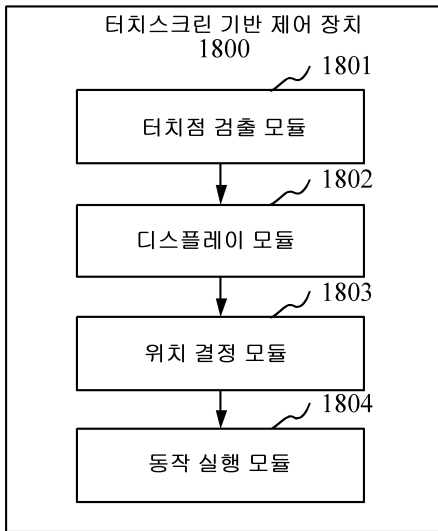 터치스크린 기반 제어 장치
1800
1801
터치점 검출 모듈
1802
디스플레이 모듈
1803
위치 결정 모듈
1804
동작 실행 모듈